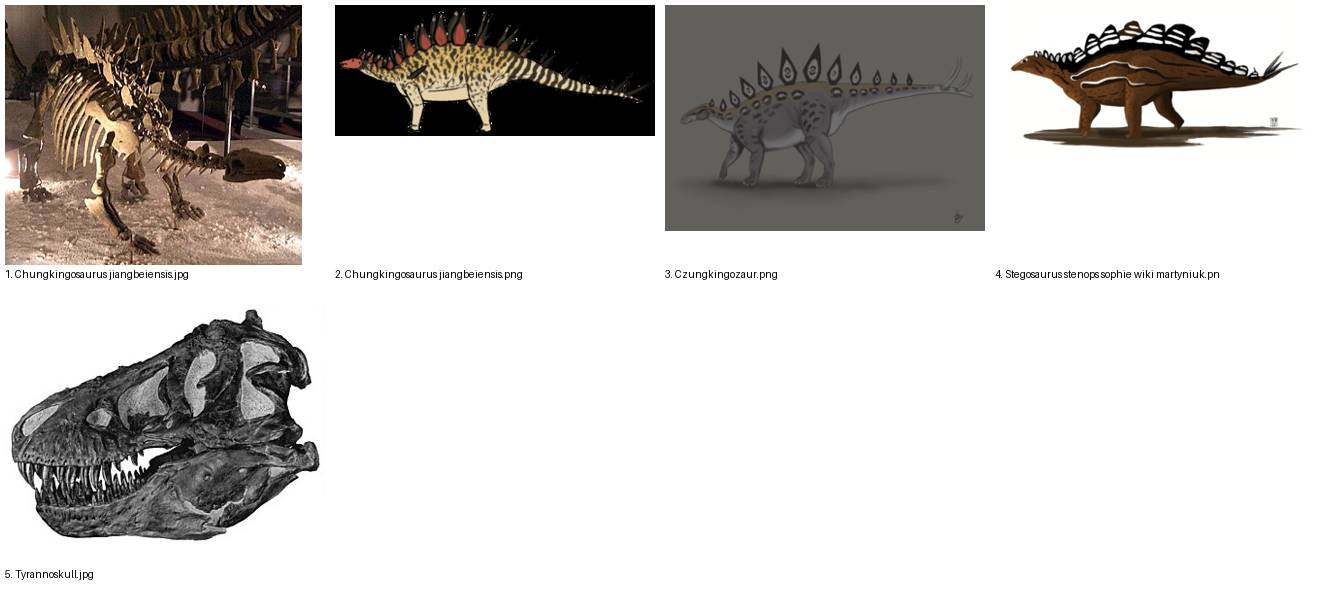 1. Chungkingosaurus jiangbeiensis.jpg
2. Chungkingosaurus jiangbeiensis.png
3. Czungkingozaur.png
4. Stegosaurus stenops sophie wiki martyniuk.pn
5. Tyrannoskull.jpg